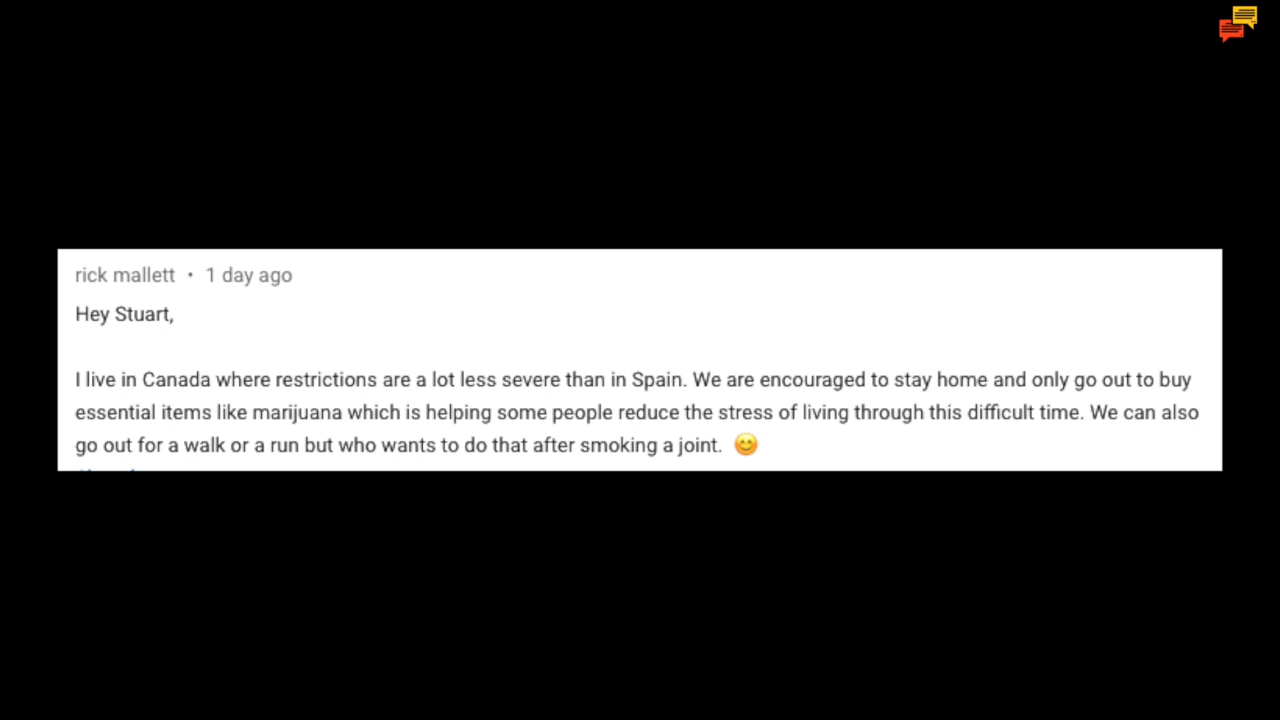 rick mallett • 1 day ago
Hey Stuart,
I live in Canada where restrictions are a lot less severe than in Spain. We are encouraged to stay home and only go out to buy
essential items like marijuana which is helping some people reduce the stress of living through this difficult time. We can also
go out for a walk or a run but who wants to do that after smoking a joint. 😊